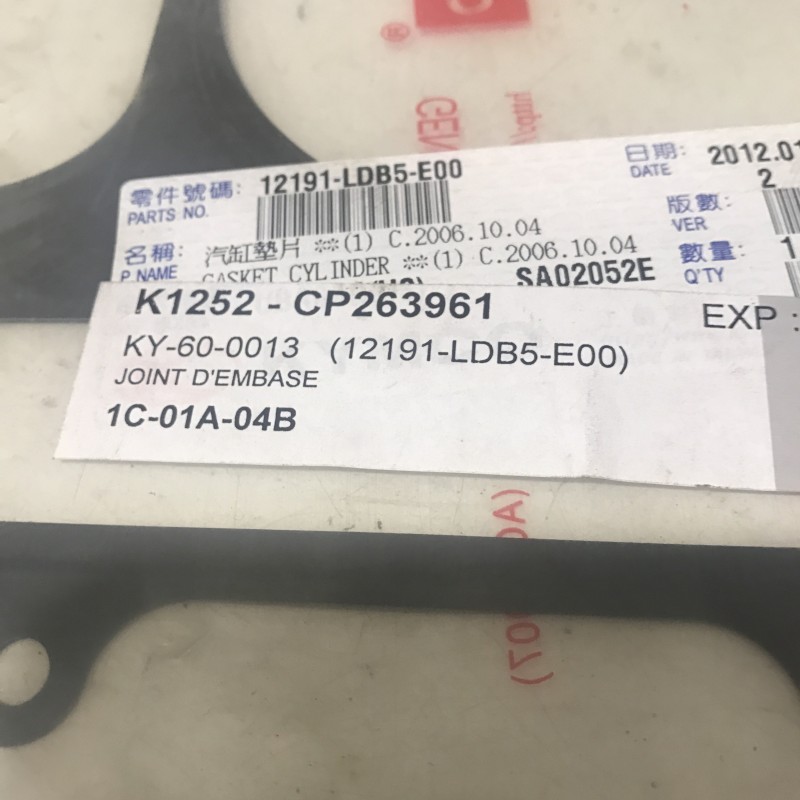 ®
GEN
零件號碼: 12191-LDB5-E00
PARTS NO.
日期: 2012.01
DATE 2
版數:
VER
名稱: 汽缸墊片 **(1) C.2006.10.04
P.NAME GASKET CYLINDER **(1) C.2006.10.04
SA02052E
數量: 1
Q'TY
K1252 - CP263961
EXP :
KY-60-0013 (12191-LDB5-E00)
JOINT D'EMBASE
1C-01A-04B